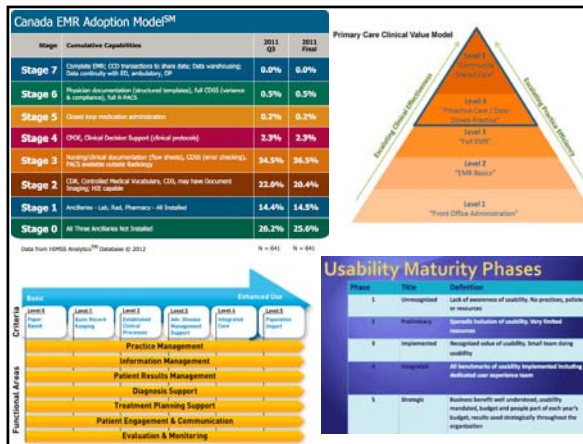 Canada EMR Adoption Model℠
Stage
Cumulative Capabilities
2011
Q3
2011
Final
Stage 7
Complete EMR; CCD transactions to share data; Data warehousing;
Data continuity with ED, ambulatory, OP
0.0%
0.0%
Stage 6
Physician documentation (structured templates), full CDSS (variance
& compliance), full R-PACS
0.5%
0.5%
Stage 5
Closed loop medication administration
0.2%
0.2%
Stage 4
CPOE, Clinical Decision Support (clinical protocols)
2.3%
2.3%
Stage 3
Nursing/clinical documentation (flow sheets), CDSS (error checking),
PACS available outside Radiology
34.5%
36.5%
Stage 2
CDR, Controlled Medical Vocabulary, CDS, may have Document
Imaging; HIE capable
22.0%
20.4%
Stage 1
Ancillaries - Lab, Rad, Pharmacy - All Installed
14.4%
14.5%
Stage 0
All Three Ancillaries Not Installed
26.2%
25.6%
Data from HIMSS Analytics™ Database © 2012
N = 641
N = 641
Primary Care Clinical Value Model
Escalating Clinical Effectiveness
Escalating Practice Efficiency
Level 5
"Community
Shared Care"
Level 4
"Proactive Care / Data
Driven Practice"
Level 3
"Full EMR"
Level 2
"EMR Basics"
Level 1
"Front Office Administration"
Basic
Enhanced Use
Criteria
Level 0
Paper
Based
Level 1
Basic Record
Keeping
Level 2
Established
Clinical
Processes
Level 3
Adv. Disease
Management
Support
Level 4
Integrated
Care
Level 5
Population
Impact
Functional Areas
Practice Management
Information Management
Patient Results Management
Diagnosis Support
Treatment Planning Support
Patient Engagement & Communication
Evaluation & Monitoring
Usability Maturity Phases
Phase
Title
Definition
1
Unrecognized
Lack of awareness of usability. No practices, policies
or resources
2
Preliminary
Sporadic inclusion of usability. Very limited
resources
3
Implemented
Recognized value of usability. Small team doing
usability
4
Integrated
All benchmarks of usability implemented including
dedicated user experience team
5
Strategic
Business benefit well understood, usability
mandated, budget and people part of each year's
budget, results used strategically throughout the
organization